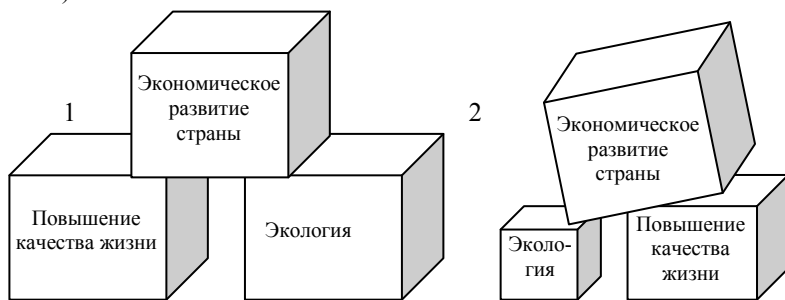 1
Экономическое
развитие
страны
Повышение
качества жизни
Экология
2
Экономическое
развитие
страны
Эколо-
гия
Повышение
качества
жизни